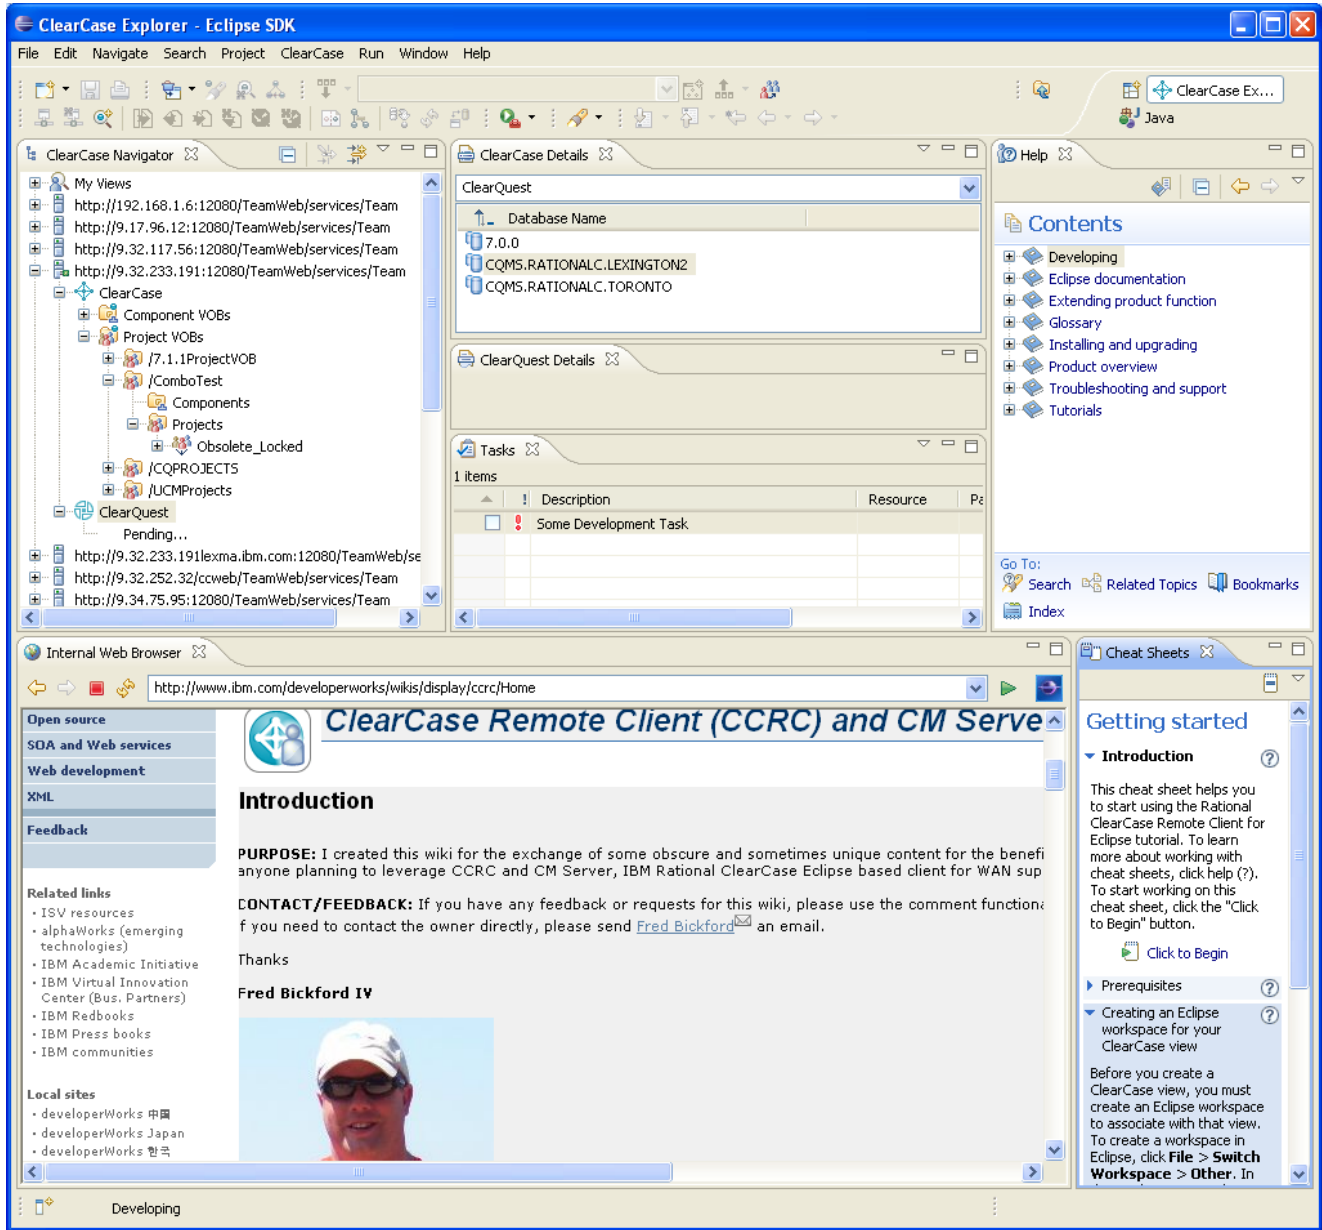 ClearCase Explorer - Eclipse SDK
File Edit Navigate Search Project ClearCase Run Window Help
ClearCase Ex...
Java
ClearCase Navigator
My Views
http://192.168.1.6:12080/TeamWeb/services/Team
http://9.17.96.12:12080/TeamWeb/services/Team
http://9.32.117.56:12080/TeamWeb/services/Team
http://9.32.233.191:12080/TeamWeb/services/Team
ClearCase
Component VOBs
Project VOBs
/7.1.1ProjectVOB
/ComboTest
Components
Projects
Obsolete_Locked
/CQPROJECTS
/UCMProjects
ClearQuest
Pending...
http://9.32.233.191lexma.ibm.com:12080/TeamWeb/se
http://9.32.252.32/ccweb/TeamWeb/services/Team
http://9.34.75.95:12080/TeamWeb/services/Team
ClearCase Details
ClearQuest
Database Name
7.0.0
CQMS.RATIONALC.LEXINGTON2
CQMS.RATIONALC.TORONTO
ClearQuest Details
Tasks
1 items
! Description Resource Pa
Some Development Task
Help
Contents
Developing
Eclipse documentation
Extending product function
Glossary
Installing and upgrading
Product overview
Troubleshooting and support
Tutorials
Go To:
Search Related Topics Bookmarks
Index
Internal Web Browser
http://www.ibm.com/developerworks/wikis/display/ccrc/Home
Open source
SOA and Web services
Web development
XML
Feedback
Related links
• ISV resources
• alphaWorks (emerging
technologies)
• IBM Academic Initiative
• IBM Virtual Innovation
Center (Bus. Partners)
• IBM Redbooks
• IBM Press books
• IBM communities
Local sites
• developerWorks 中国
• developerWorks Japan
• developerWorks 한국
ClearCase Remote Client (CCRC) and CM Serve
Introduction
PURPOSE: I created this wiki for the exchange of some obscure and sometimes unique content for the benefi
anyone planning to leverage CCRC and CM Server, IBM Rational ClearCase Eclipse based client for WAN sup
CONTACT/FEEDBACK: If you have any feedback or requests for this wiki, please use the comment functiona
If you need to contact the owner directly, please send Fred Bickford an email.
Thanks
Fred Bickford IV
Cheat Sheets
Getting started
Introduction
This cheat sheet helps you
to start using the Rational
ClearCase Remote Client for
Eclipse tutorial. To learn
more about working with
cheat sheets, click help (?).
To start working on this
cheat sheet, click the "Click
to Begin" button.
Click to Begin
Prerequisites
Creating an Eclipse
workspace for your
ClearCase view
Before you create a
ClearCase view, you must
create an Eclipse workspace
to associate with that view.
To create a workspace in
Eclipse, click File > Switch
Workspace > Other. In
Developing